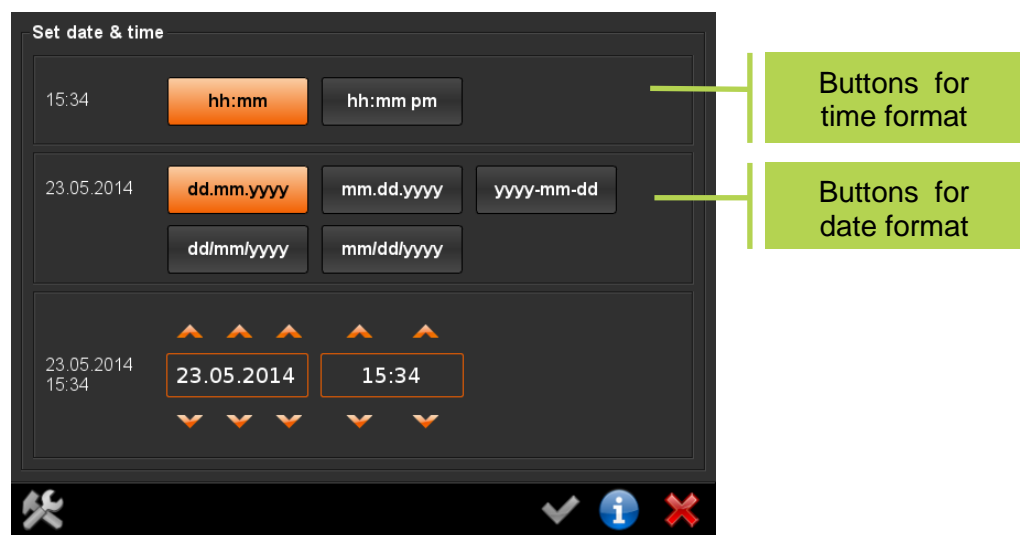 Set date & time
15:34
hh:mm
hh:mm pm
Buttons for
time format
23.05.2014
dd.mm.yyyy
mm.dd.yyyy
yyyy-mm-dd
dd/mm/yyyy
mm/dd/yyyy
Buttons for
date format
23.05.2014
15:34
23.05.2014
15:34
i